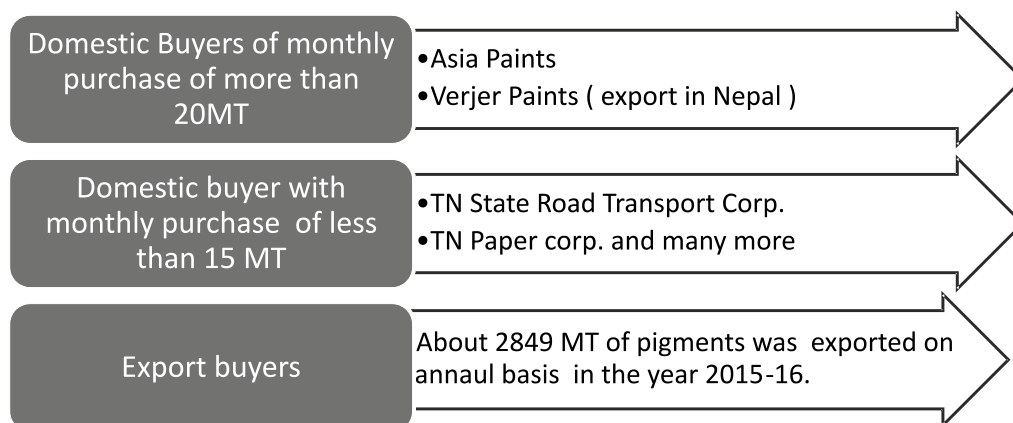 Domestic Buyers of monthly
purchase of more than
20MT
•Asia Paints
•Verjer Paints ( export in Nepal )
Domestic buyer with
monthly purchase  of less
than 15 MT
•TN State Road Transport Corp.
•TN Paper corp. and many more
Export buyers
About 2849 MT of pigments was  exported on
annaul basis  in the year 2015-16.